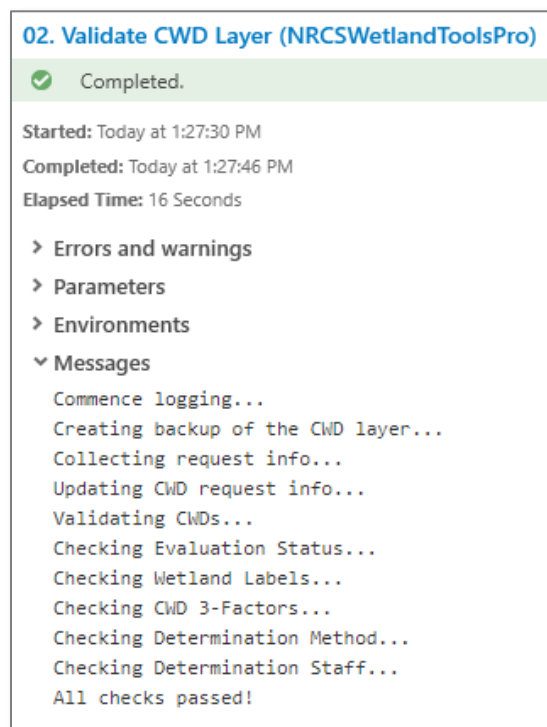 02. Validate CWD Layer (NRCSWetlandToolsPro)
Completed.
Started: Today at 1:27:30 PM
Completed: Today at 1:27:46 PM
Elapsed Time: 16 Seconds
Errors and warnings
Parameters
Environments
Messages
Commence logging...
Creating backup of the CWD layer...
Collecting request info...
Updating CWD request info...
Validating CWDs...
Checking Evaluation Status...
Checking Wetland Labels...
Checking CWD 3-Factors...
Checking Determination Method...
Checking Determination Staff...
All checks passed!